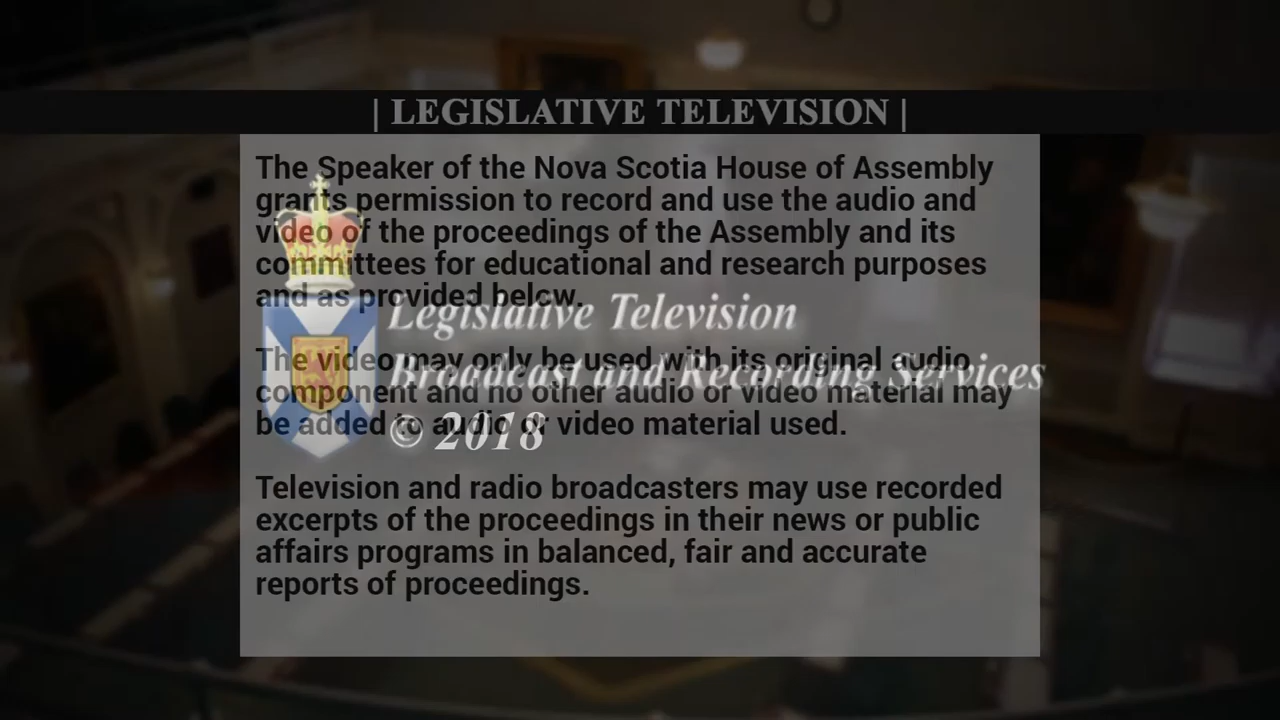 | LEGISLATIVE TELEVISION |
The Speaker of the Nova Scotia House of Assembly
grants permission to record and use the audio and
video of the proceedings of the Assembly and its
committees for educational and research purposes
and as provided below.
Legislative Television
The video may only be used with its original audio
Broadcast and Recording Services
component and no other audio or video material may
be added to audio or video material used.
© 2018
Television and radio broadcasters may use recorded
excerpts of the proceedings in their news or public
affairs programs in balanced, fair and accurate
reports of proceedings.